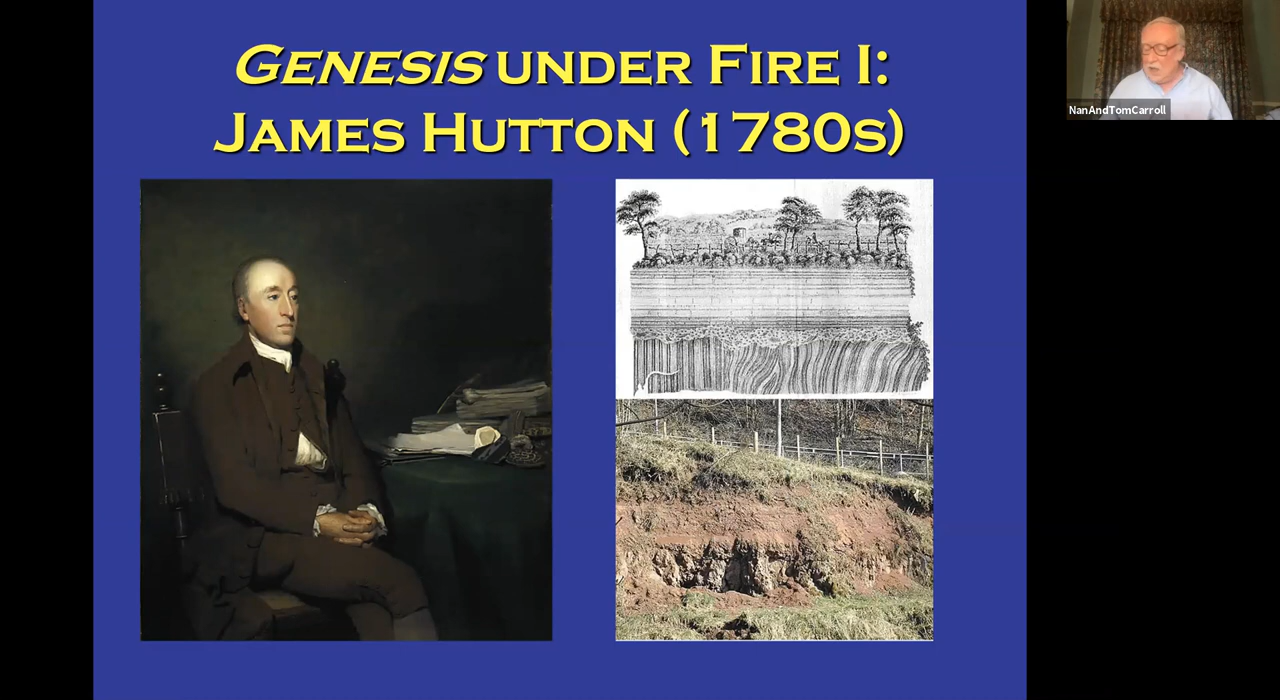 GENESIS UNDER FIRE I:
JAMES HUTTON (1780S)
NanAndTomCarroll